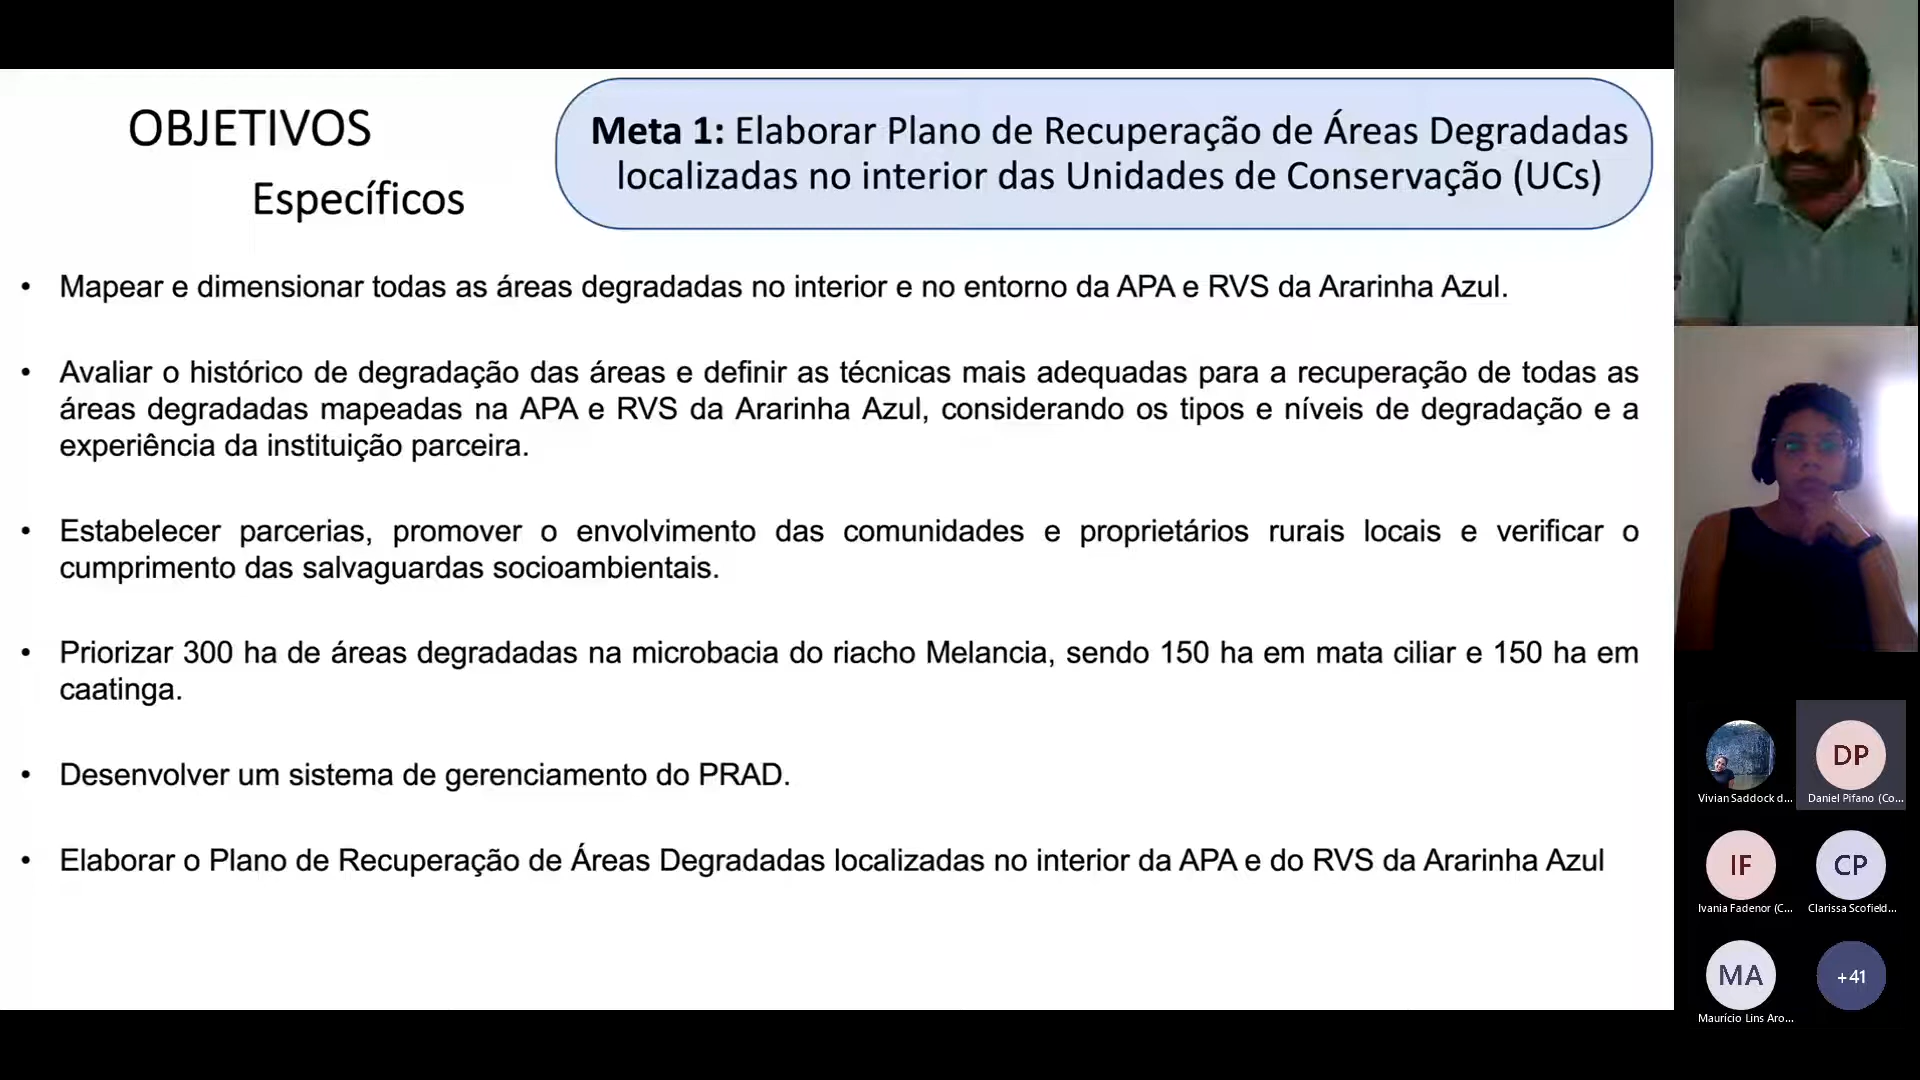 OBJETIVOS
Específicos
Meta 1: Elaborar Plano de Recuperação de Áreas Degradadas
localizadas no interior das Unidades de Conservação (UCs)
• Mapear e dimensionar todas as áreas degradadas no interior e no entorno da APA e RVS da Ararinha Azul.
• Avaliar o histórico de degradação das áreas e definir as técnicas mais adequadas para a recuperação de todas as
áreas degradadas mapeadas na APA e RVS da Ararinha Azul, considerando os tipos e níveis de degradação e a
experiência da instituição parceira.
• Estabelecer parcerias, promover o envolvimento das comunidades e proprietários rurais locais e verificar o
cumprimento das salvaguardas socioambientais.
• Priorizar 300 ha de áreas degradadas na microbacia do riacho Melancia, sendo 150 ha em mata ciliar e 150 ha em
caatinga.
• Desenvolver um sistema de gerenciamento do PRAD.
• Elaborar o Plano de Recuperação de Áreas Degradadas localizadas no interior da APA e do RVS da Ararinha Azul
Vivian Saddock d...
DP
Daniel Pifano (Co...
IF
Ivania Fadenor (C...
CP
Clarissa Scofield...
MA
Maurício Lins Aro...
+41